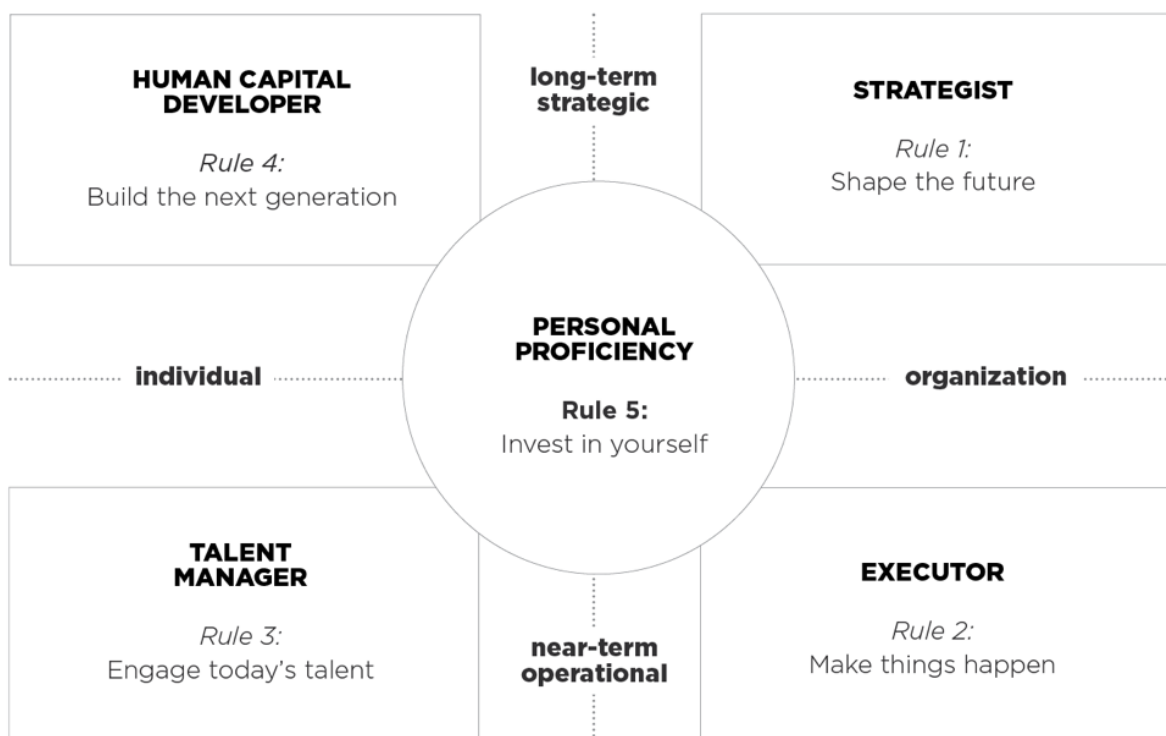 HUMAN CAPITAL
DEVELOPER
Rule 4:
Build the next generation
long-term
strategic
STRATEGIST
Rule 1:
Shape the future
individual
PERSONAL
PROFICIENCY
Rule 5:
Invest in yourself
organization
TALENT
MANAGER
Rule 3:
Engage today’s talent
near-term
operational
EXECUTOR
Rule 2:
Make things happen